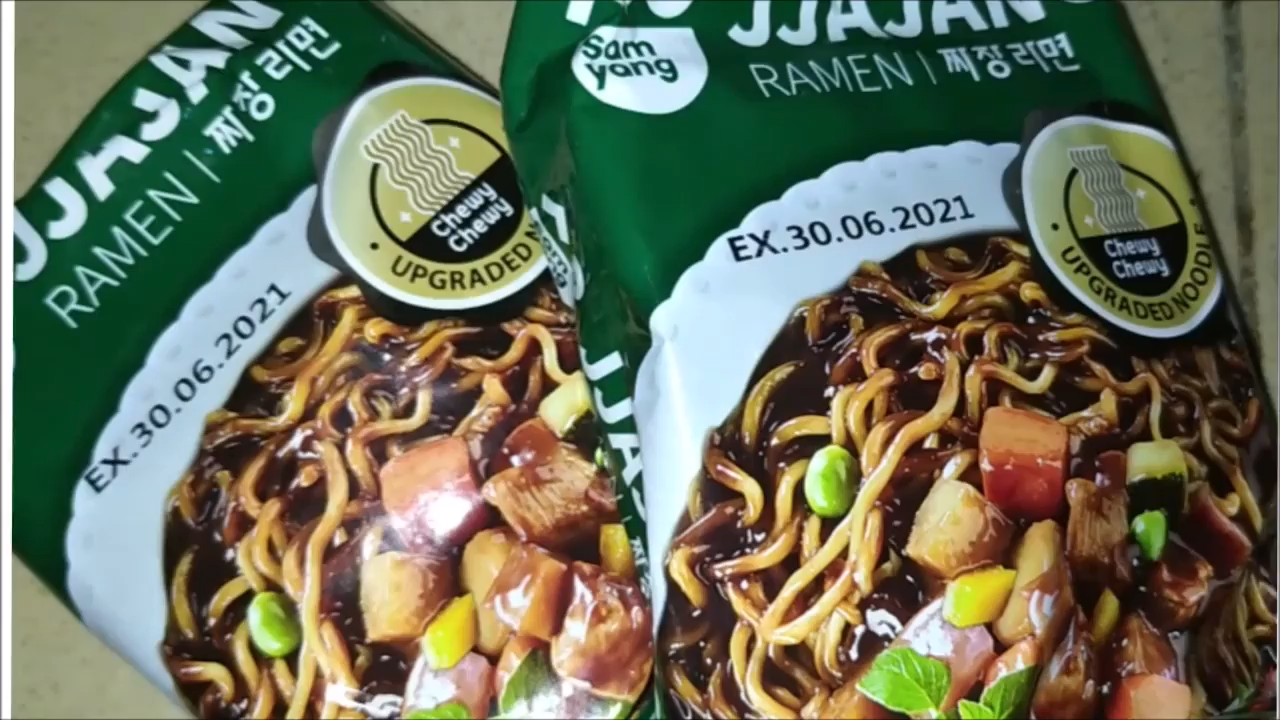 JJAJAN
RAMEN | 짜장라면
Chewy
Chewy
UPGRADED
EX.30.06.2021
Sam
yang
JJAJAN
RAMEN | 짜장라면
EX.30.06.2021
Chewy
Chewy
UPGRADED NOODLE